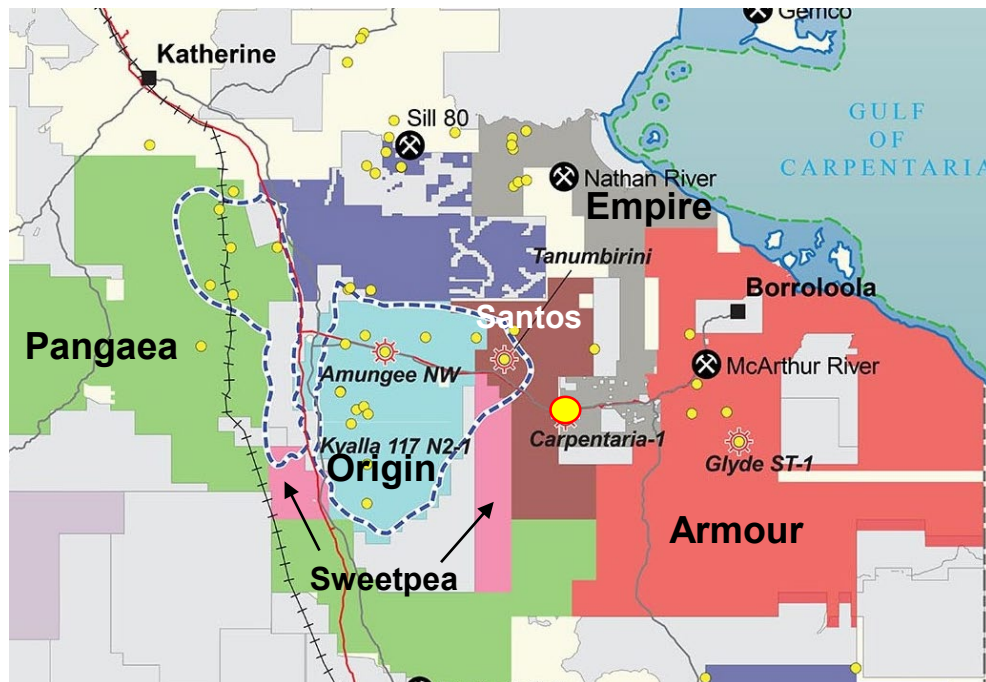 Gemco
Katherine
Sill 80
GULF
OF
CARPENTARIA
Nathan River
Empire
Tanumbirini
Borroloola
Santos
Pangaea
McArthur River
Amungee NW
Carpentaria-1
Kyalla 117 N2-1
Origin
Glyde ST-1
Armour
Sweetpea